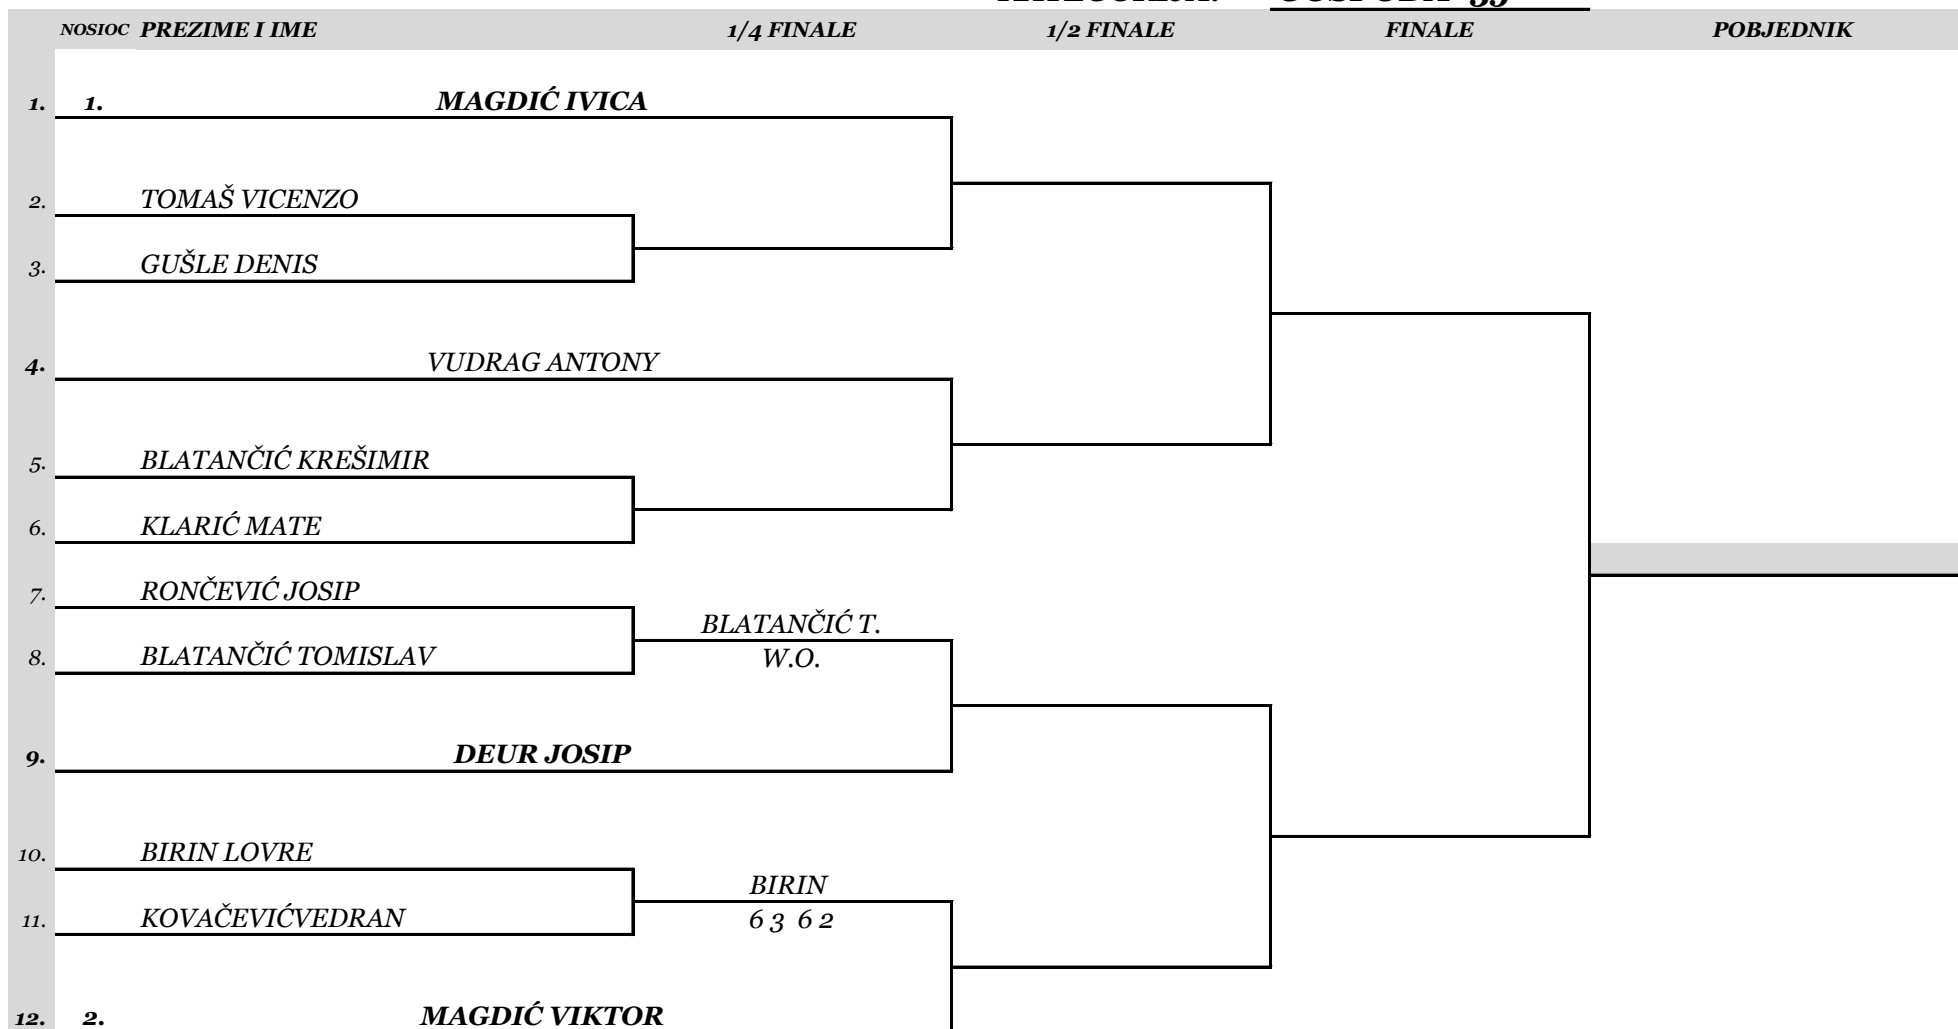 NOSIOC PREZIME I IME 1/4 FINALE 1/2 FINALE FINALE POBJEDNIK
1. 1. MAGDIĆ IVICA
2. TOMAŠ VICENZO
3. GUŠLE DENIS
4. VUDRAG ANTONY
5. BLATANČIĆ KREŠIMIR
6. KLARIĆ MATE
7. RONČEVIĆ JOSIP
BLATANČIĆ T.
8. BLATANČIĆ TOMISLAV W.O.
9. DEUR JOSIP
10. BIRIN LOVRE
BIRIN
11. KOVAČEVIĆVEDRAN 6 3 6 2
12. 2. MAGDIĆ VIKTOR